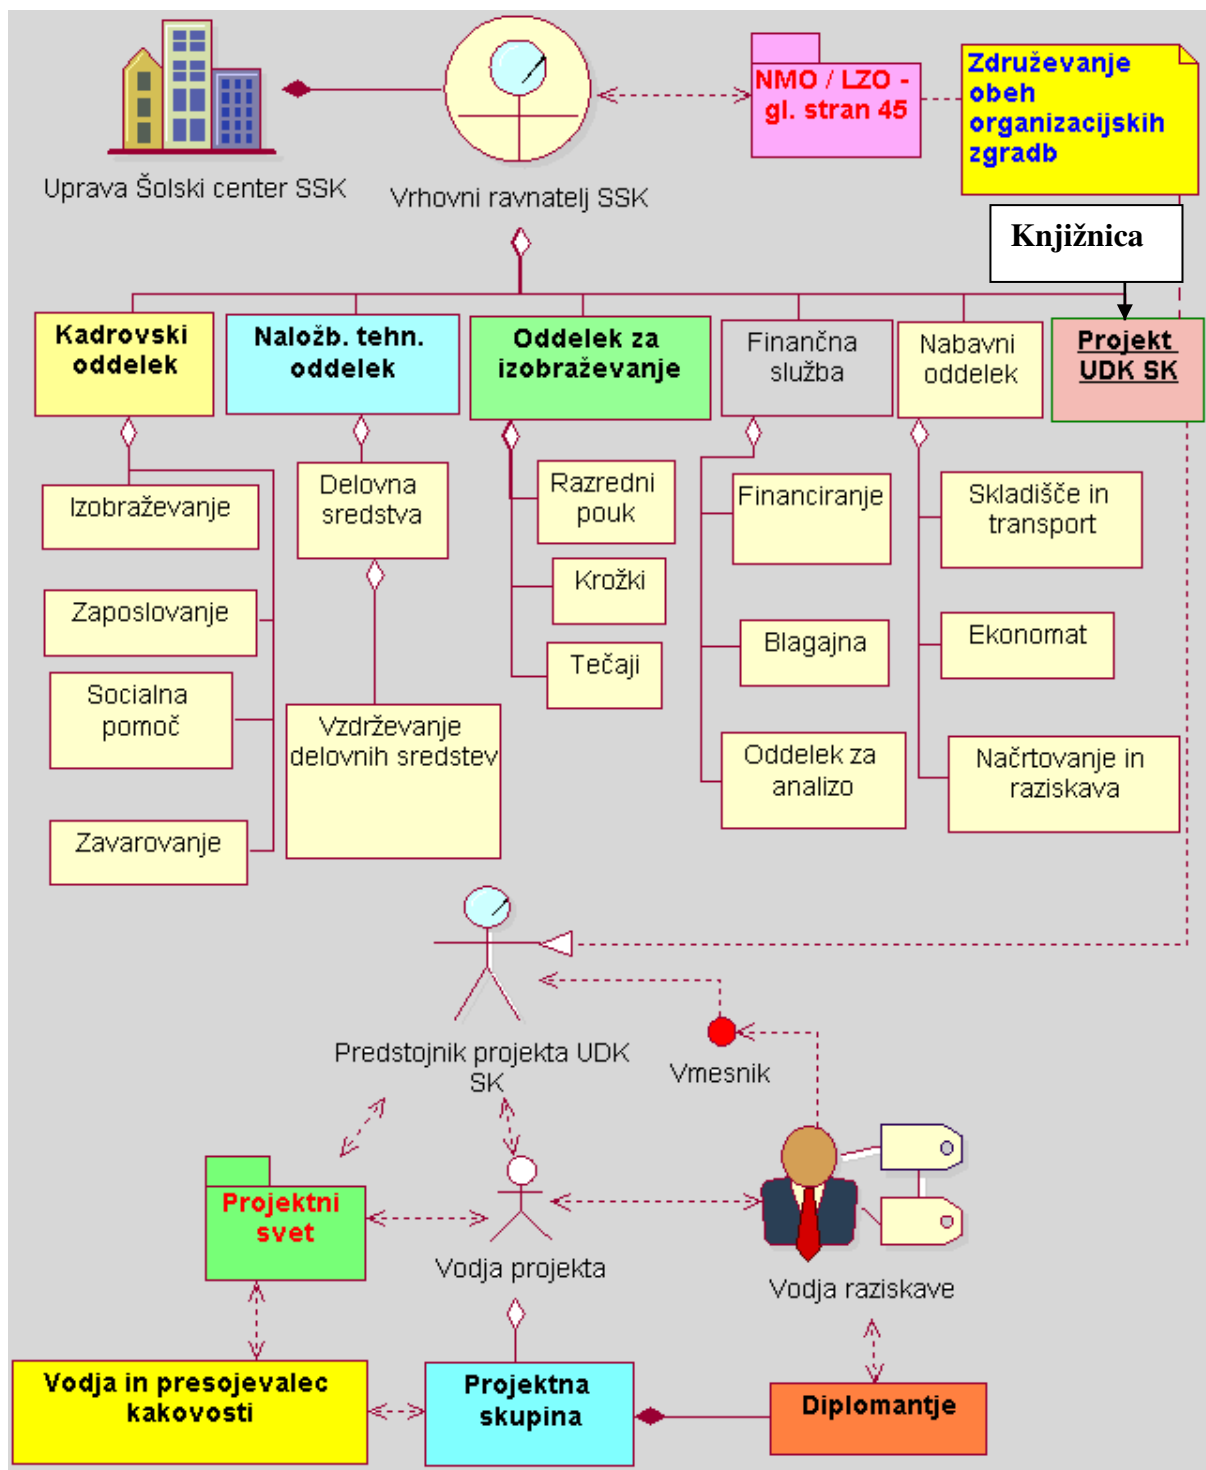 Uprava Šolski center SSK
Vrhovni ravnatelj SSK
NMO / LZO -
gl. stran 45
Združevanje
obeh
organizacijskih
zgradb
Knjižnica
Kadrovski
oddelek
Naložb. tehn.
oddelek
Oddelek za
izobraževanje
Finančna
služba
Nabavni
oddelek
Projekt
UDK SK
Izobraževanje
Zaposlovanje
Socialna
pomoč
Zavarovanje
Delovna
sredstva
Vzdrževanje
delovnih sredstev
Razredni
pouk
Krožki
Tečaji
Financiranje
Blagajna
Oddelek za
analizo
Skladišče in
transport
Ekonomat
Načrtovanje in
raziskava
Predstojnik projekta UDK
SK
Vmesnik
Projektni
svet
Vodja projekta
Vodja raziskave
Vodja in presojevalec
kakovosti
Projektna
skupina
Diplomantje